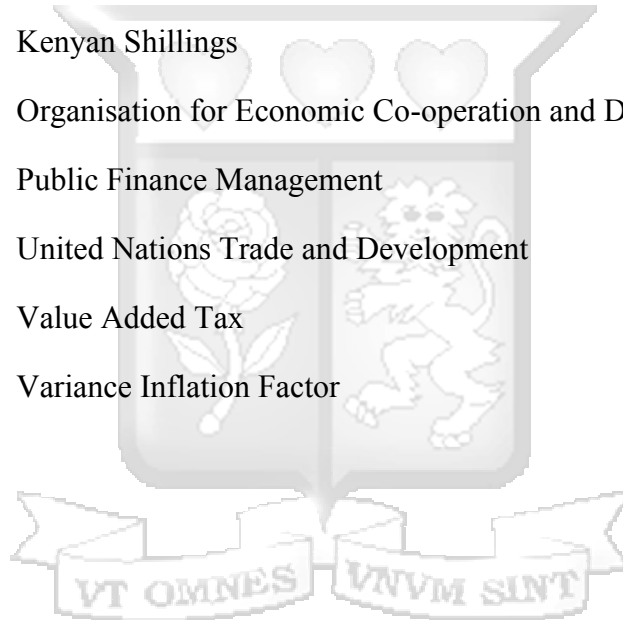 Kenyan Shillings
Organisation for Economic Co-operation and D
Public Finance Management
United Nations Trade and Development
Value Added Tax
Variance Inflation Factor
VT OMNES VNVM SINT